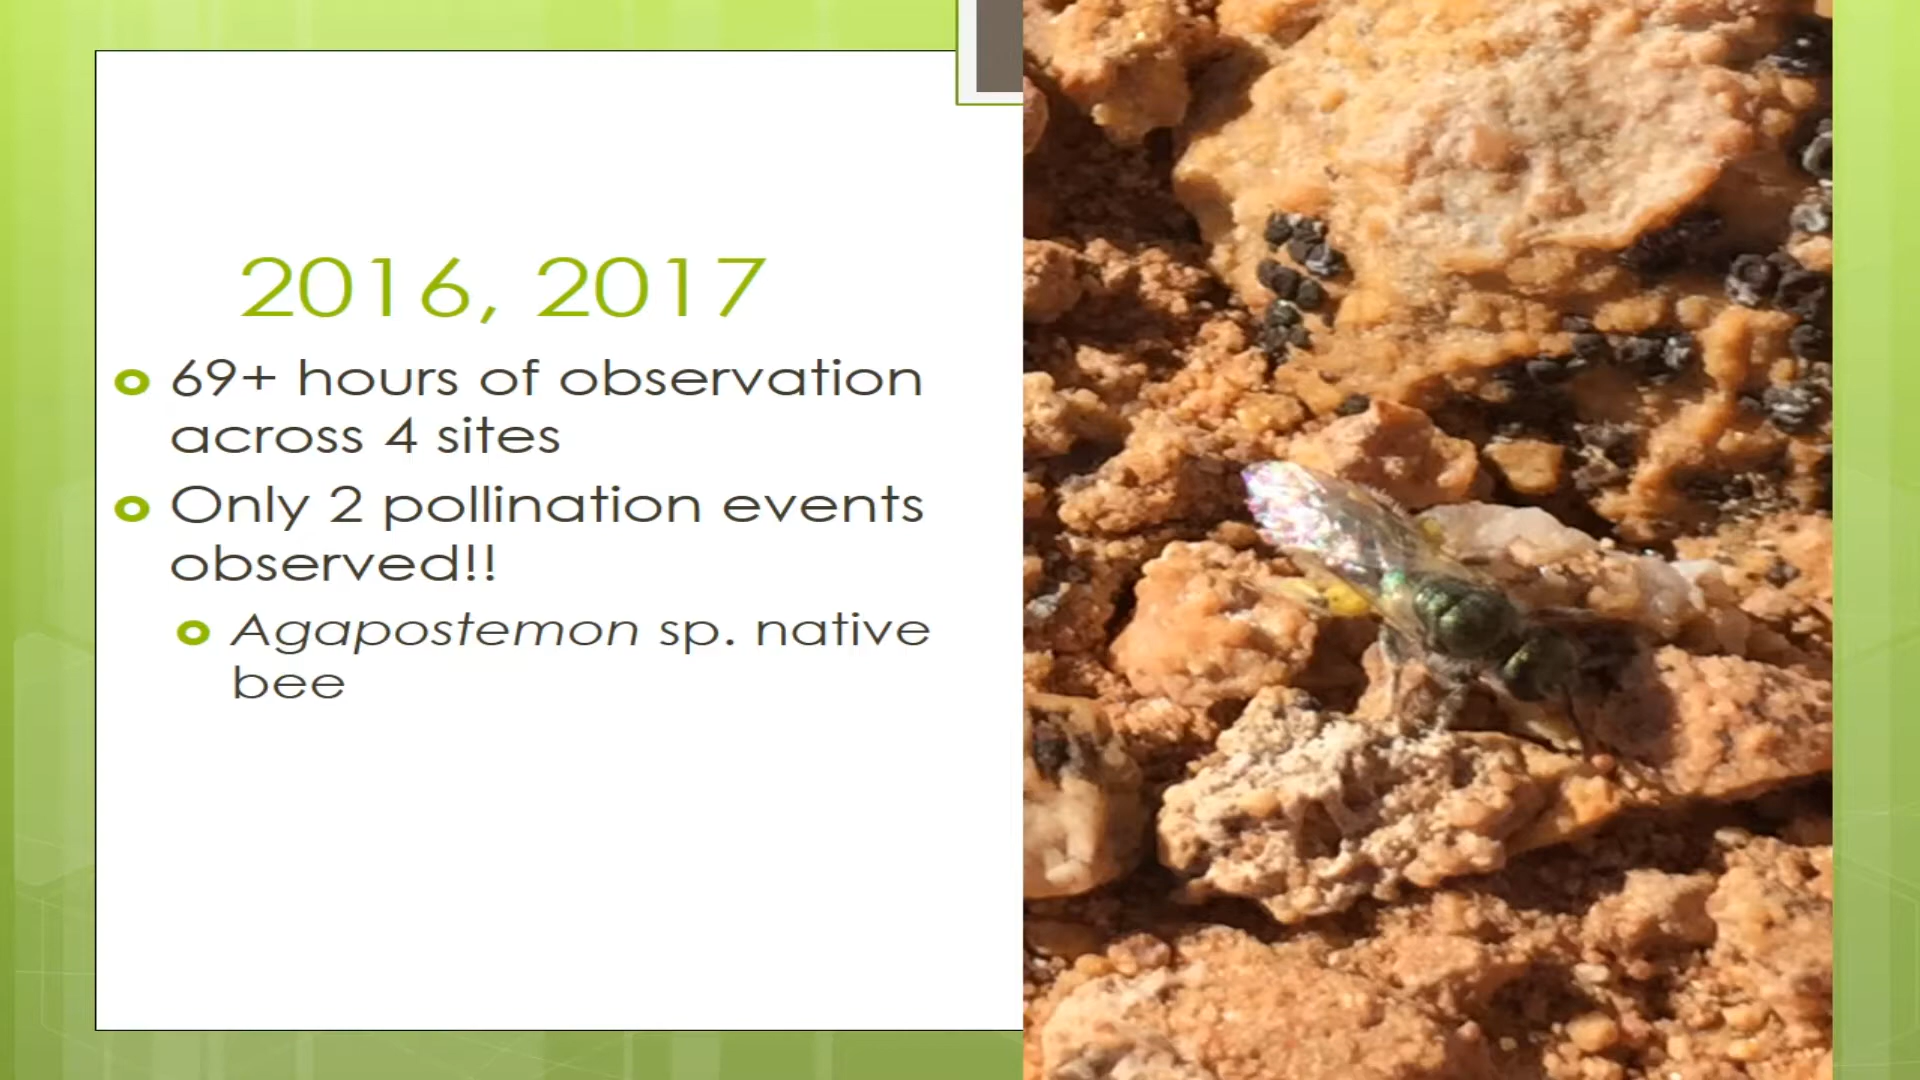 2016, 2017
69+ hours of observation
across 4 sites
Only 2 pollination events
observed!!
Agapostemon sp. native
bee